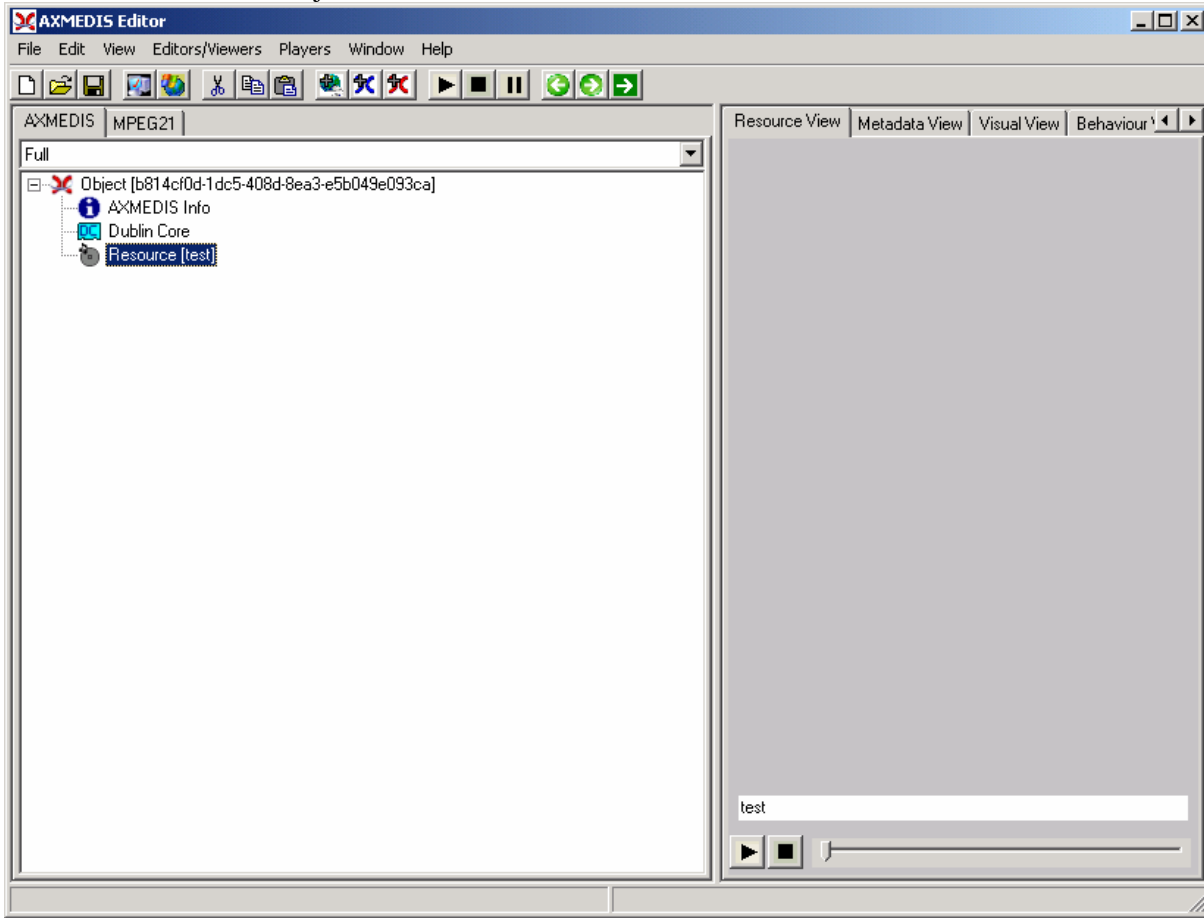 AXMEDIS Editor
File Edit View Editors/Viewers Players Window Help
AXMEDIS MPEG21
Resource View Metadata View Visual View Behaviour
Full
Object [b814cf0d-1dc5-408d-8ea3-e5b049e093ca]
AXMEDIS Info
DC Dublin Core
Resource [test]
test